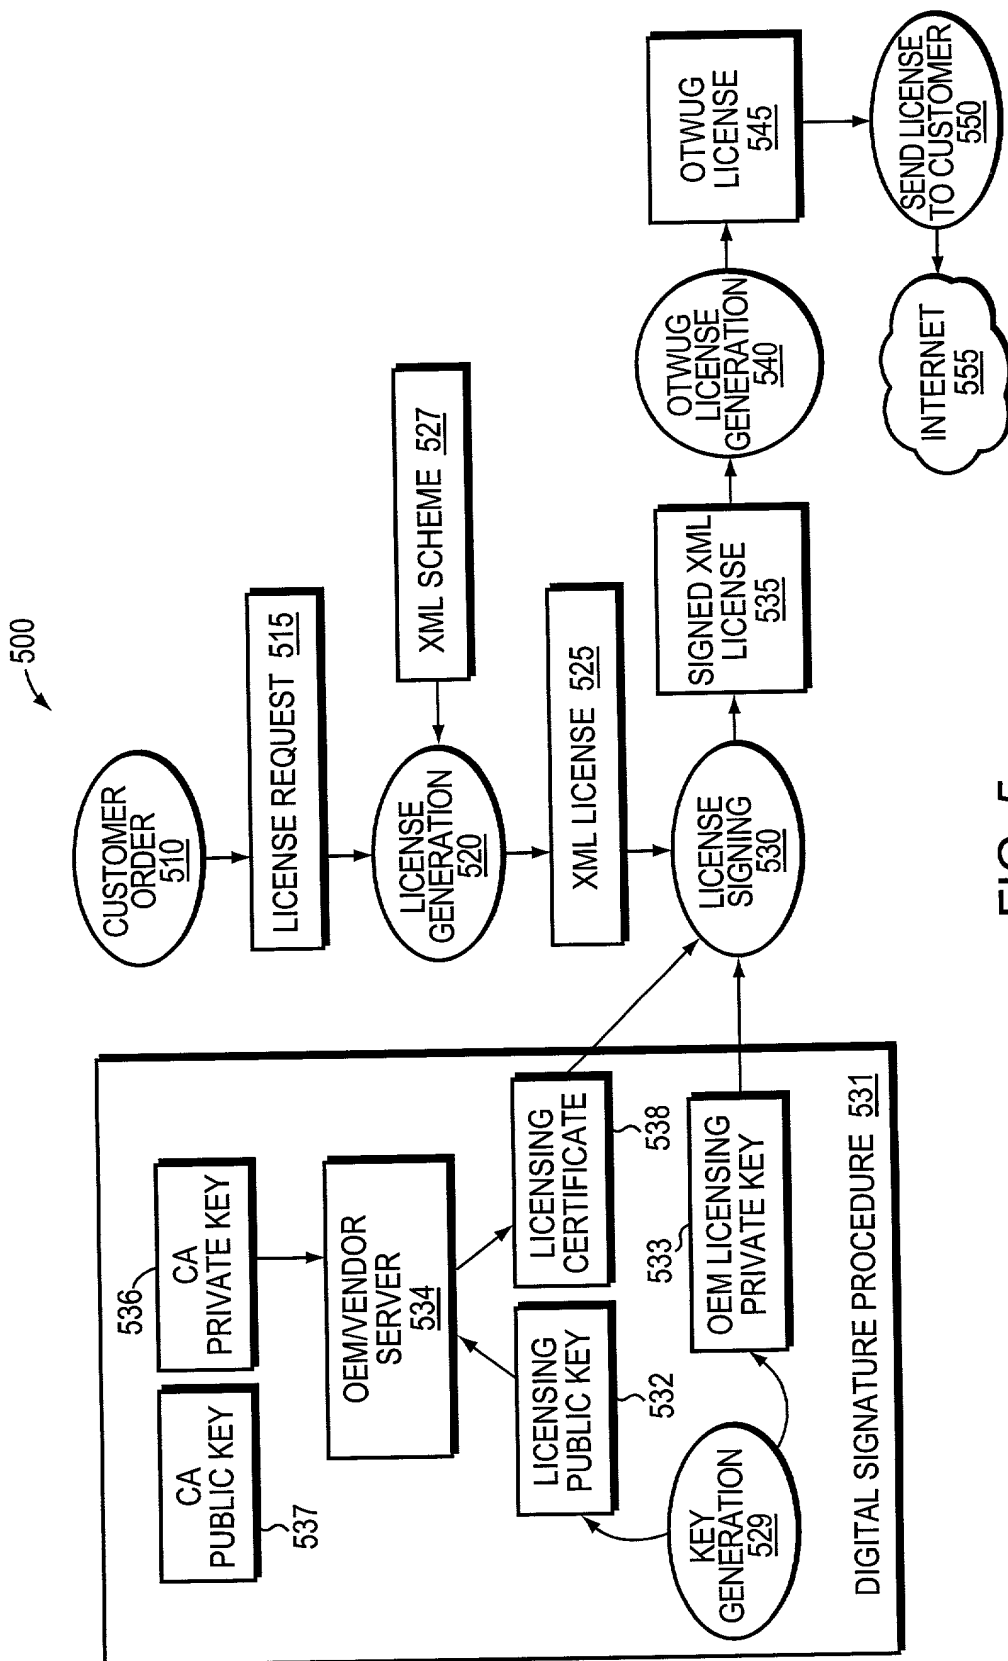 500
CUSTOMER
ORDER
510
LICENSE REQUEST 515
XML SCHEME 527
LICENSE
GENERATION
520
XML LICENSE 525
LICENSE
SIGNING
530
SIGNED XML
LICENSE
535
OTWUG
LICENSE
GENERATION
540
OTWUG
LICENSE
545
SEND LICENSE
TO CUSTOMER
550
INTERNET
555
CA
PUBLIC KEY
537
536
CA
PRIVATE KEY
OEM/VENDOR
SERVER
534
LICENSING
PUBLIC KEY
532
LICENSING
CERTIFICATE
538
KEY
GENERATION
529
533
OEM LICENSING
PRIVATE KEY
DIGITAL SIGNATURE PROCEDURE 531
FIG. 5